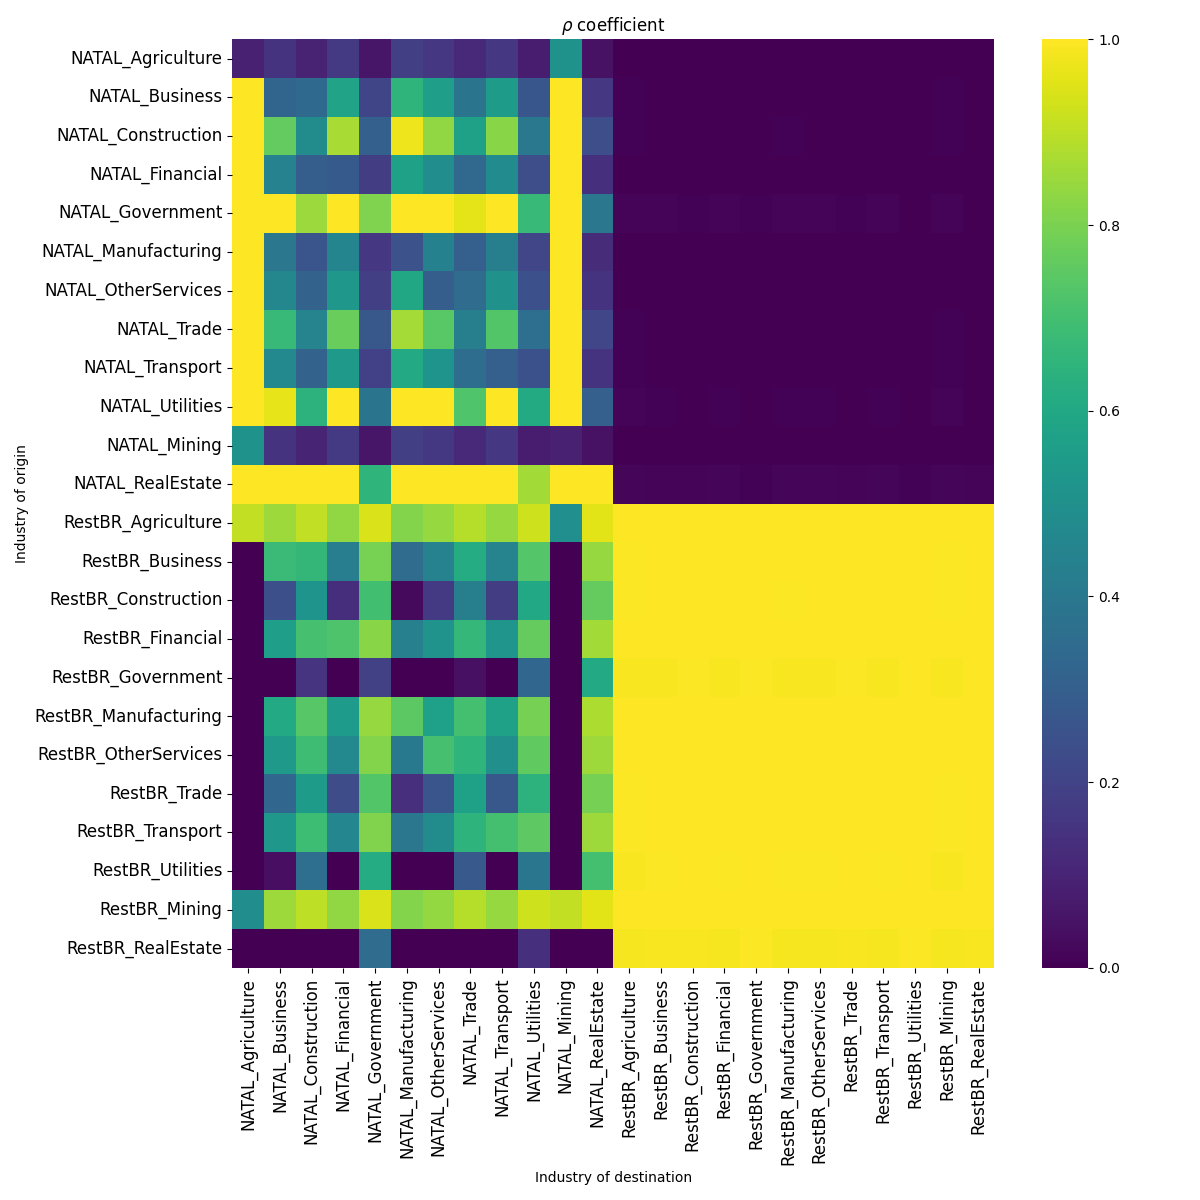 ρ coefficient
Industry of origin
NATAL_Agriculture
NATAL_Business
NATAL_Construction
NATAL_Financial
NATAL_Government
NATAL_Manufacturing
NATAL_OtherServices
NATAL_Trade
NATAL_Transport
NATAL_Utilities
NATAL_Mining
NATAL_RealEstate
RestBR_Agriculture
RestBR_Business
RestBR_Construction
RestBR_Financial
RestBR_Government
RestBR_Manufacturing
RestBR_OtherServices
RestBR_Trade
RestBR_Transport
RestBR_Utilities
RestBR_Mining
RestBR_RealEstate
NATAL_Agriculture
NATAL_Business
NATAL_Construction
NATAL_Financial
NATAL_Government
NATAL_Manufacturing
NATAL_OtherServices
NATAL_Trade
NATAL_Transport
NATAL_Utilities
NATAL_Mining
NATAL_RealEstate
RestBR_Agriculture
RestBR_Business
RestBR_Construction
RestBR_Financial
RestBR_Government
RestBR_Manufacturing
RestBR_OtherServices
RestBR_Trade
RestBR_Transport
RestBR_Utilities
RestBR_Mining
RestBR_RealEstate
Industry of destination
1.0
0.8
0.6
0.4
0.2
0.0